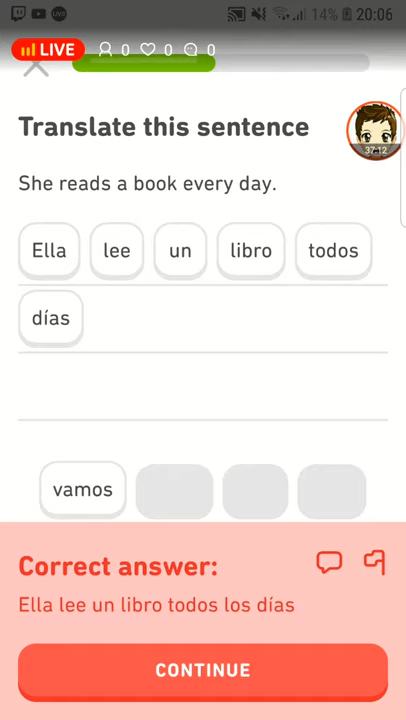 14% 20:06
LIVE 0 0 0
Translate this sentence
37:12
She reads a book every day.
Ella lee un libro todos
días
vamos
Correct answer:
Ella lee un libro todos los días
CONTINUE